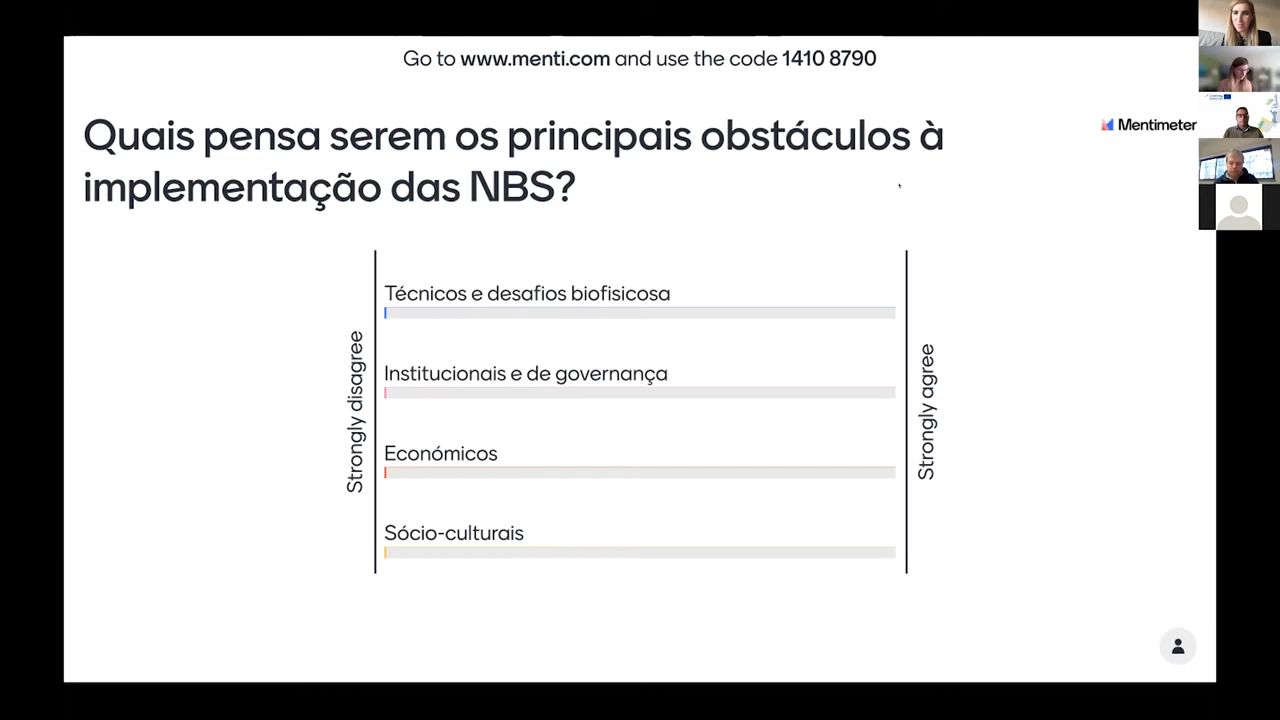 Go to www.menti.com and use the code 1410 8790
Quais pensa serem os principais obstáculos à
implementação das NBS?
Mentimeter
Strongly disagree
Técnicos e desafios biofisicosa
Institucionais e de governança
Económicos
Sócio-culturais
Strongly agree